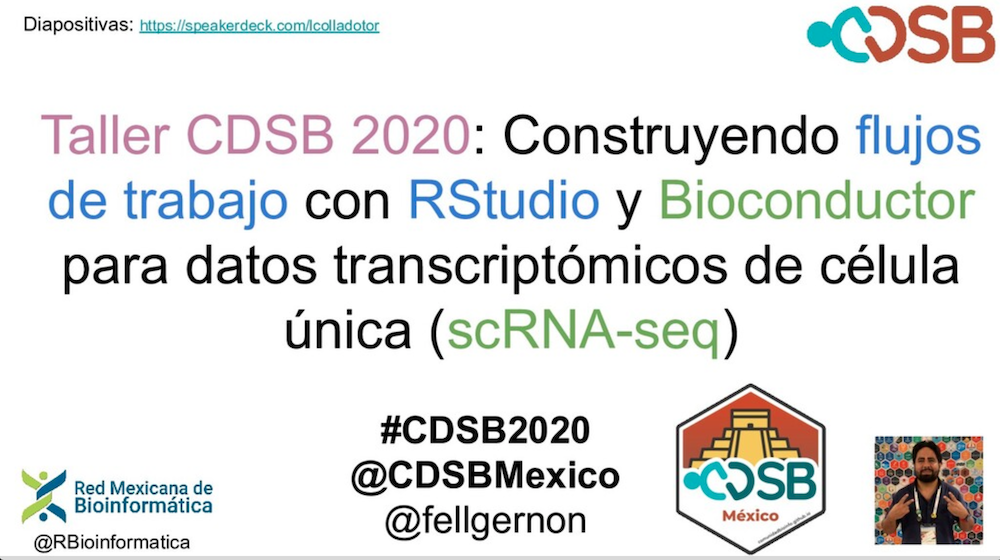 Diapositivas: https://speakerdeck.com/lcolladotor
CDSB
Taller CDSB 2020: Construyendo flujos
de trabajo con RStudio y Bioconductor
para datos transcriptómicos de célula
única (scRNA-seq)
#CDSB2020
@CDSBMexico
@fellgernon
Red Mexicana de
Bioinformática
@RBioinformatica
CDSB
México